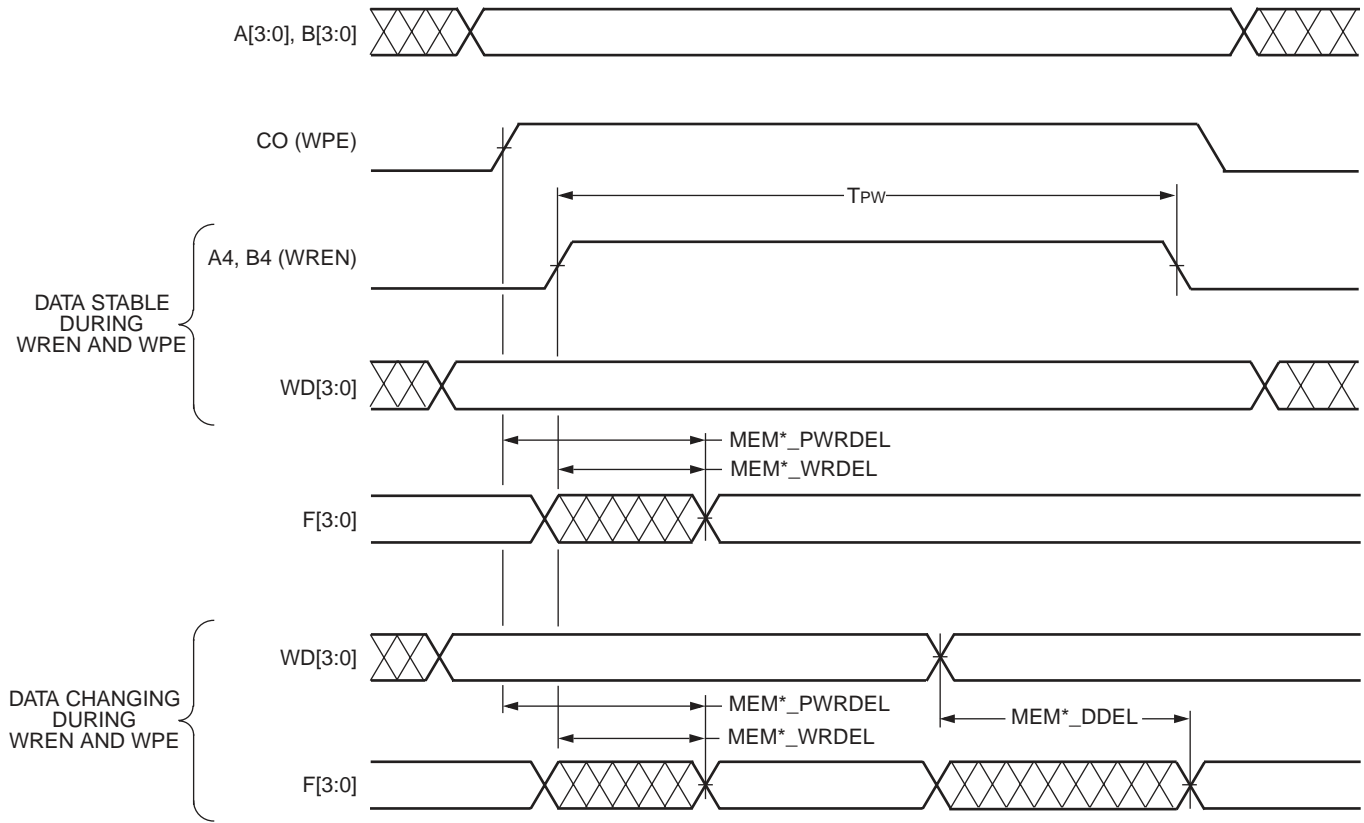 A[3:0], B[3:0]
CO (WPE)
TPW
A4, B4 (WREN)
DATA STABLE
DURING
WREN AND WPE
WD[3:0]
MEM*_PWRDEL
MEM*_WRDEL
F[3:0]
WD[3:0]
DATA CHANGING
DURING
WREN AND WPE
MEM*_PWRDEL
MEM*_DDEL
MEM*_WRDEL
F[3:0]